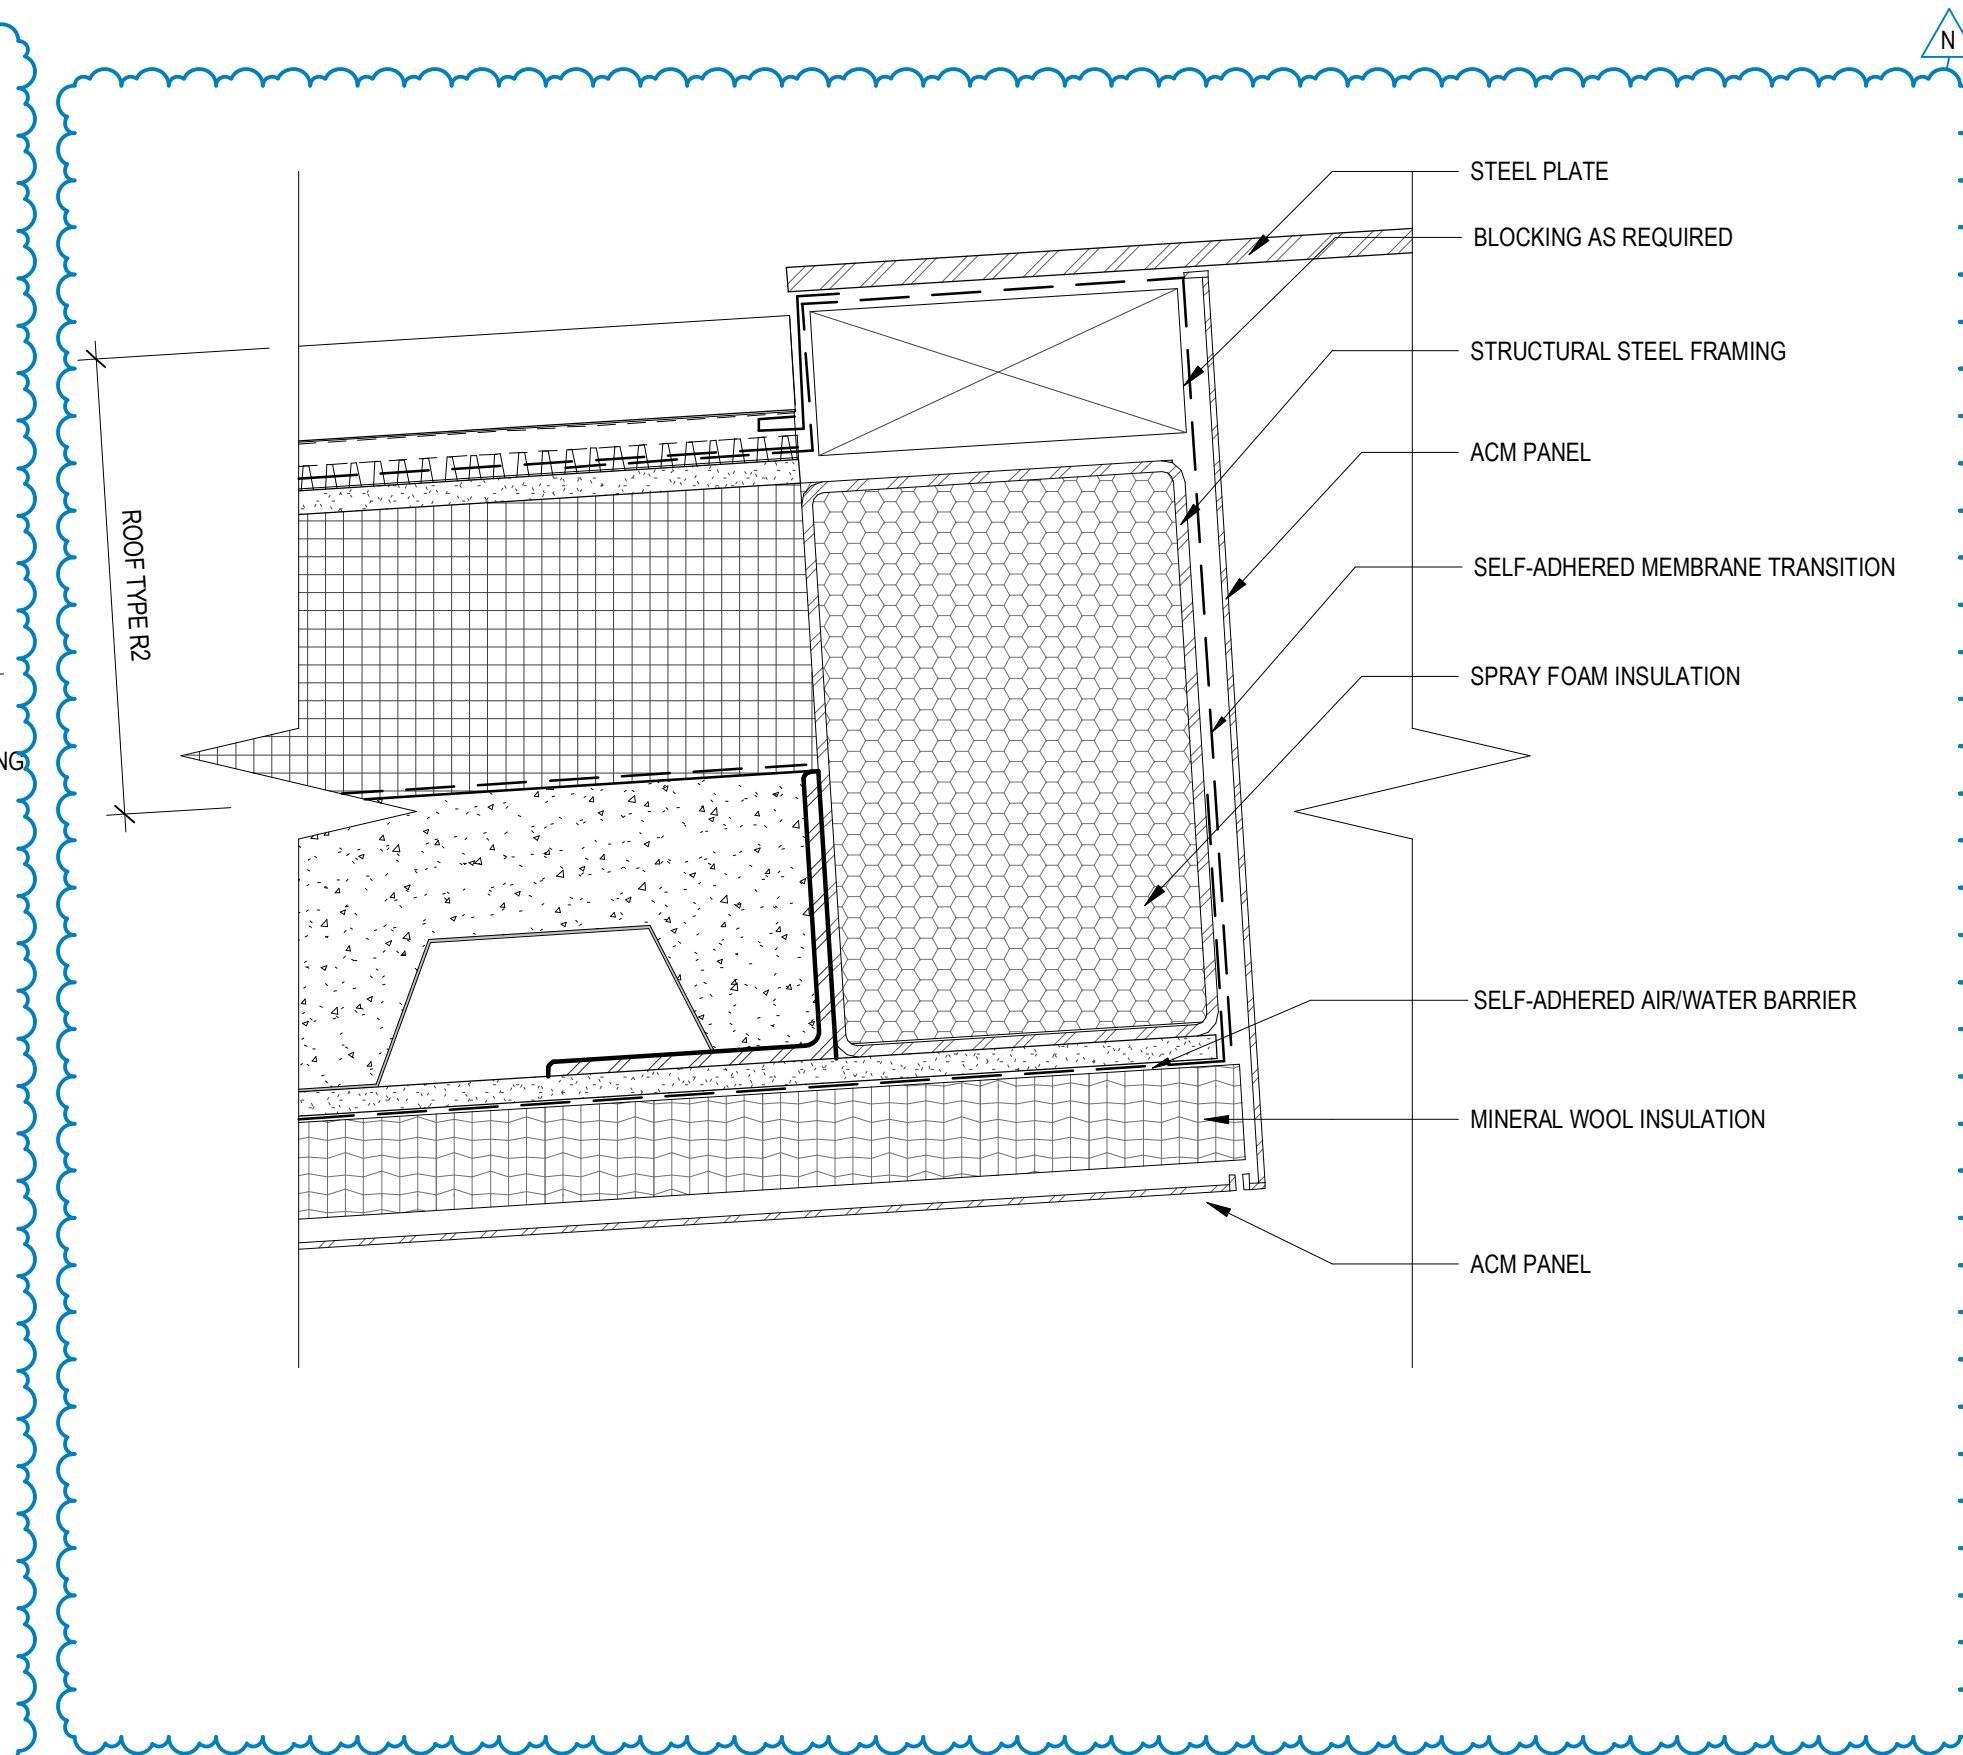 N
STEEL PLATE
BLOCKING AS REQUIRED
STRUCTURAL STEEL FRAMING
ACM PANEL
SELF-ADHERED MEMBRANE TRANSITION
SPRAY FOAM INSULATION
ROOF TYPE R2
NG
SELF-ADHERED AIR/WATER BARRIER
MINERAL WOOL INSULATION
ACM PANEL